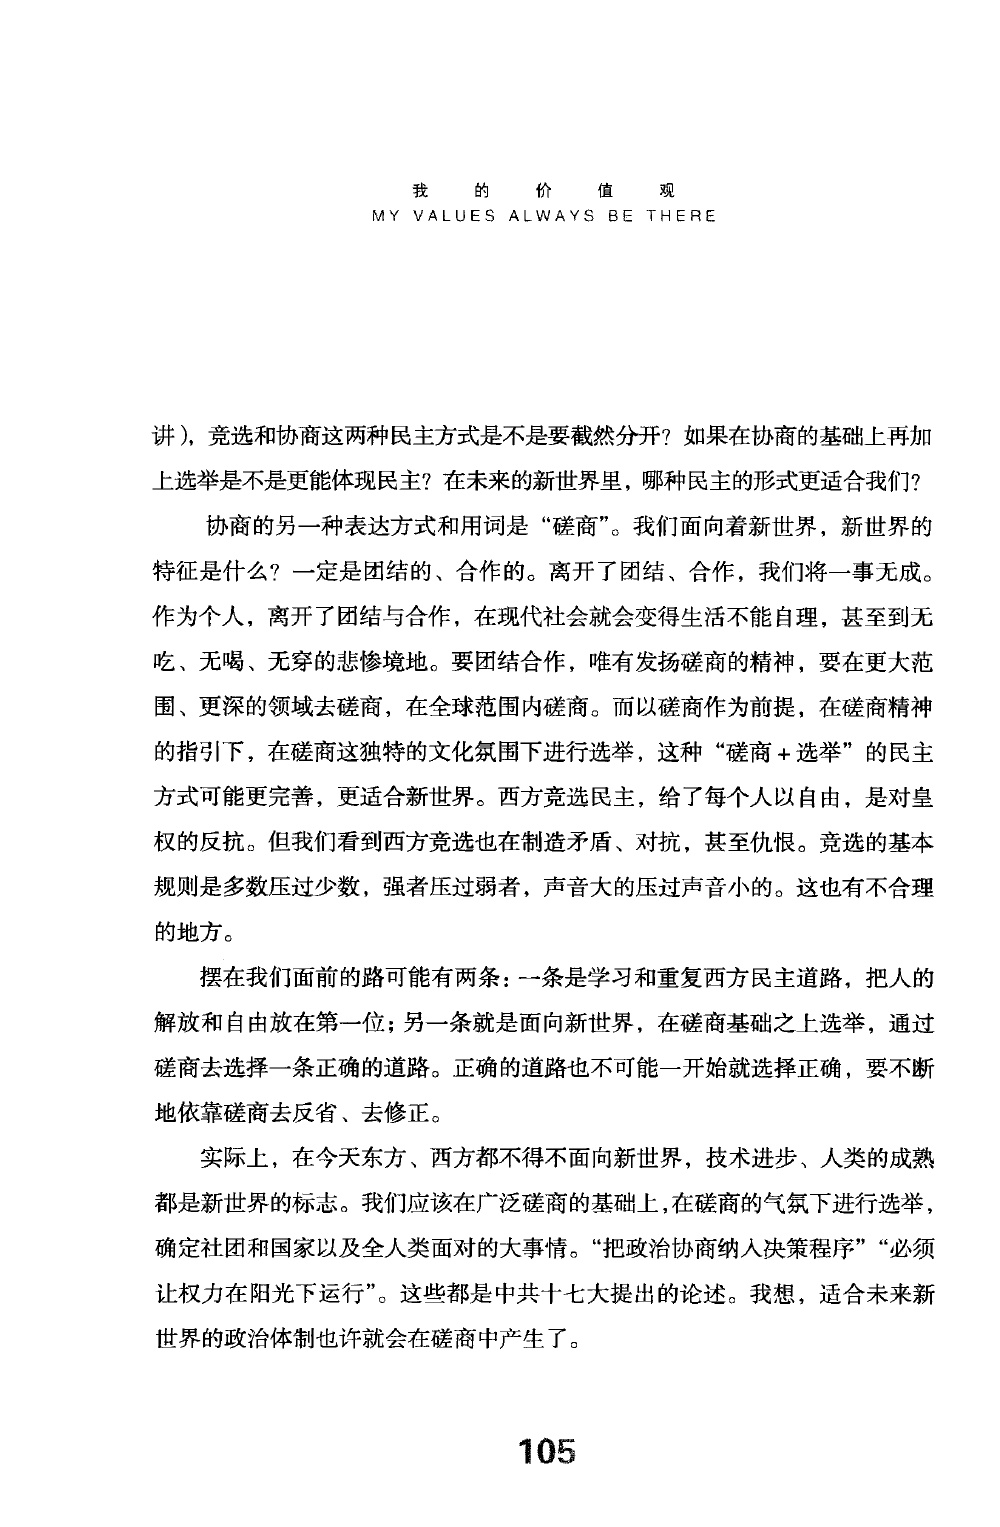 我的价值观
MY VALUES ALWAYS BE THERE
讲），竞选和协商这两种民主方式是不是要截然分开？如果在协商的基础上再加
上选举是不是更能体现民主？在未来的新世界里，哪种民主的形式更适合我们？
协商的另一种表达方式和用词是“磋商”。我们面向着新世界，新世界的
特征是什么？一定是团结的、合作的。离开了团结、合作，我们将一事无成。
作为个人，离开了团结与合作，在现代社会就会变得生活不能自理，甚至到无
吃、无喝、无穿的悲惨境地。要团结合作，唯有发扬磋商的精神，要在更大范
围、更深的领域去磋商，在全球范围内磋商。而以磋商作为前提，在磋商精神
的指引下，在磋商这独特的文化氛围下进行选举，这种“磋商+选举”的民主
方式可能更完善，更适合新世界。西方竞选民主，给了每个人以自由，是对皇
权的反抗。但我们看到西方竞选也在制造矛盾、对抗，甚至仇恨。竞选的基本
规则是多数压过少数，强者压过弱者，声音大的压过声音小的。这也有不合理
的地方。
摆在我们面前的路可能有两条：一条是学习和重复西方民主道路，把人的
解放和自由放在第一位；另一条就是面向新世界，在磋商基础之上选举，通过
磋商去选择一条正确的道路。正确的道路也不可能一开始就选择正确，要不断
地依靠磋商去反省、去修正。
实际上，在今天东方、西方都不得不面向新世界，技术进步、人类的成熟
都是新世界的标志。我们应该在广泛磋商的基础上，在磋商的气氛下进行选举，
确定社团和国家以及全人类面对的大事情。“把政治协商纳入决策程序”“必须
让权力在阳光下运行”。这些都是中共十七大提出的论述。我想，适合未来新
世界的政治体制也许就会在磋商中产生了。
105